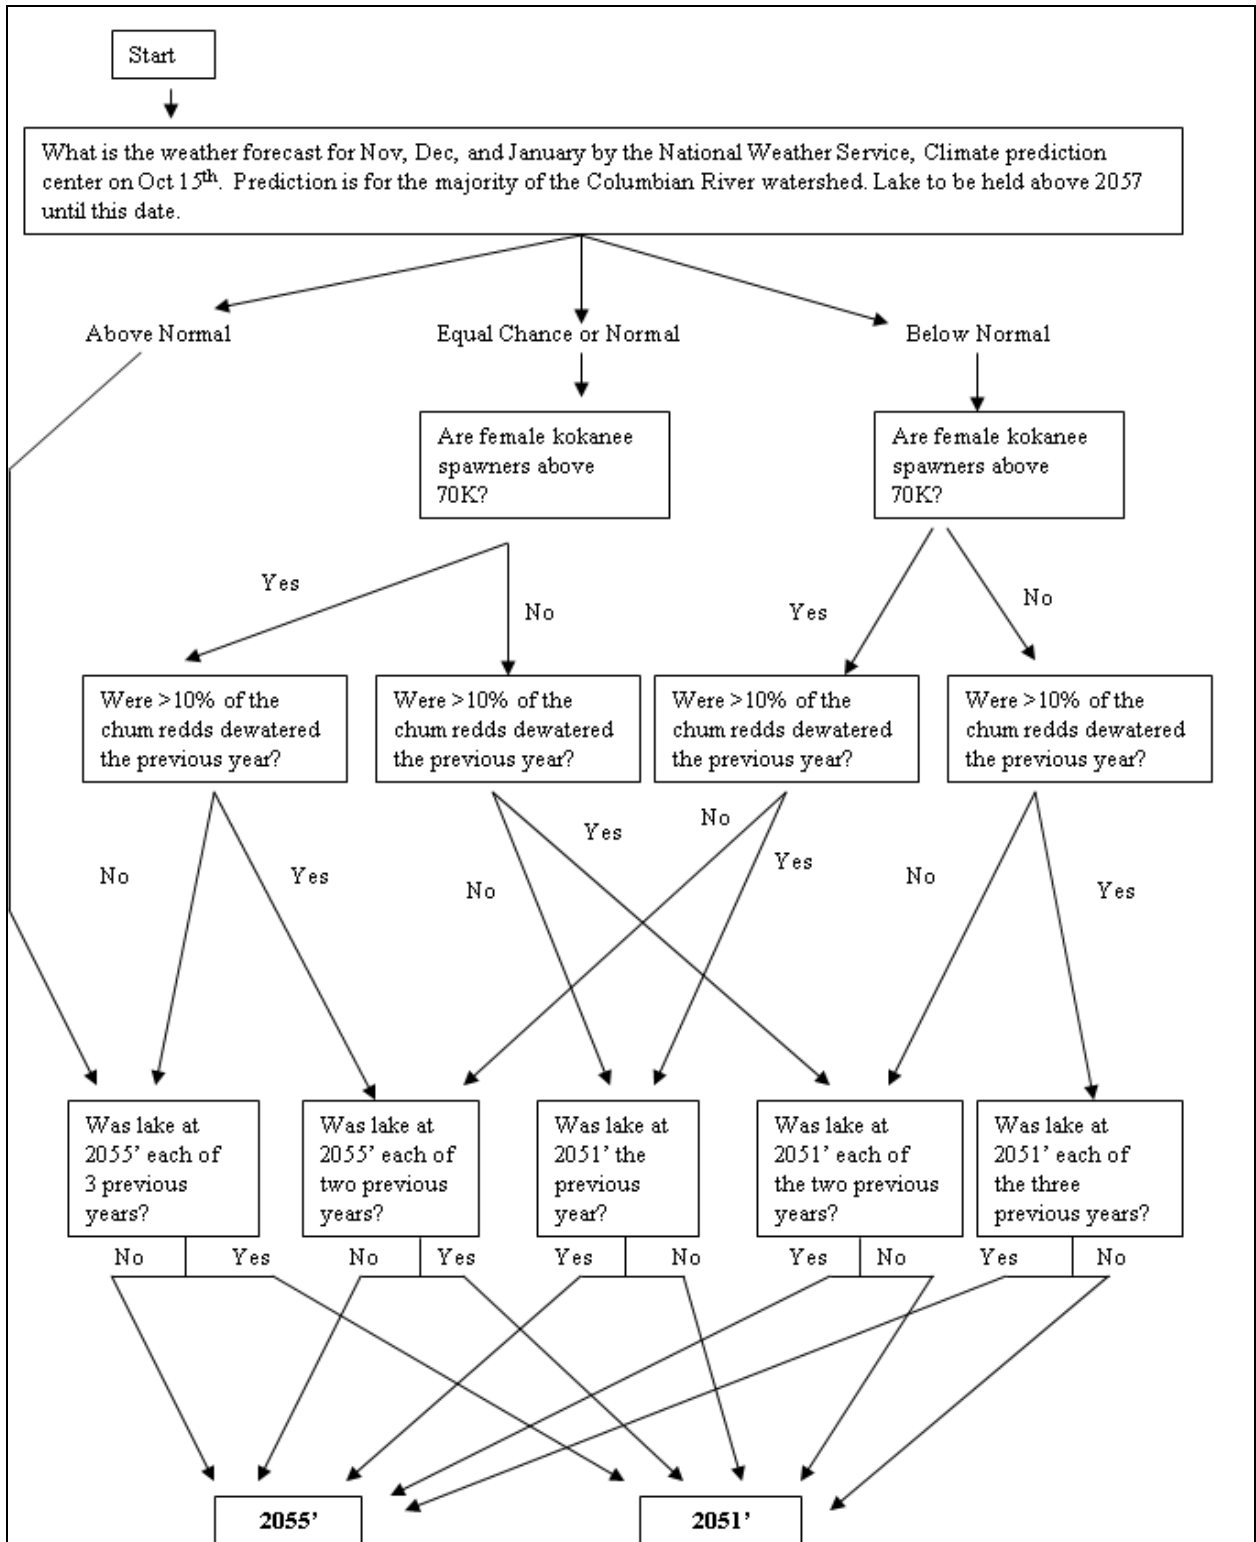 Start
What is the weather forecast for Nov, Dec, and January by the National Weather Service, Climate prediction
center on Oct 15th. Prediction is for the majority of the Columbian River watershed. Lake to be held above 2057
until this date.
Above Normal
Equal Chance or Normal
Below Normal
Are female kokanee
spawners above
70K?
Are female kokanee
spawners above
70K?
Yes
No
Yes
No
Were >10% of the
chum redds dewatered
the previous year?
Were >10% of the
chum redds dewatered
the previous year?
Were >10% of the
chum redds dewatered
the previous year?
Were >10% of the
chum redds dewatered
the previous year?
No
Yes
No
Yes
No
Yes
No
Yes
Was lake at
2055’ each of
3 previous
years?
Was lake at
2055’ each of
two previous
years?
Was lake at
2051’ the
previous
year?
Was lake at
2051’ each of
the two previous
years?
Was lake at
2051’ each of
the three
previous years?
No
Yes
No
Yes
Yes
No
Yes
No
Yes
No
2055’
2051’